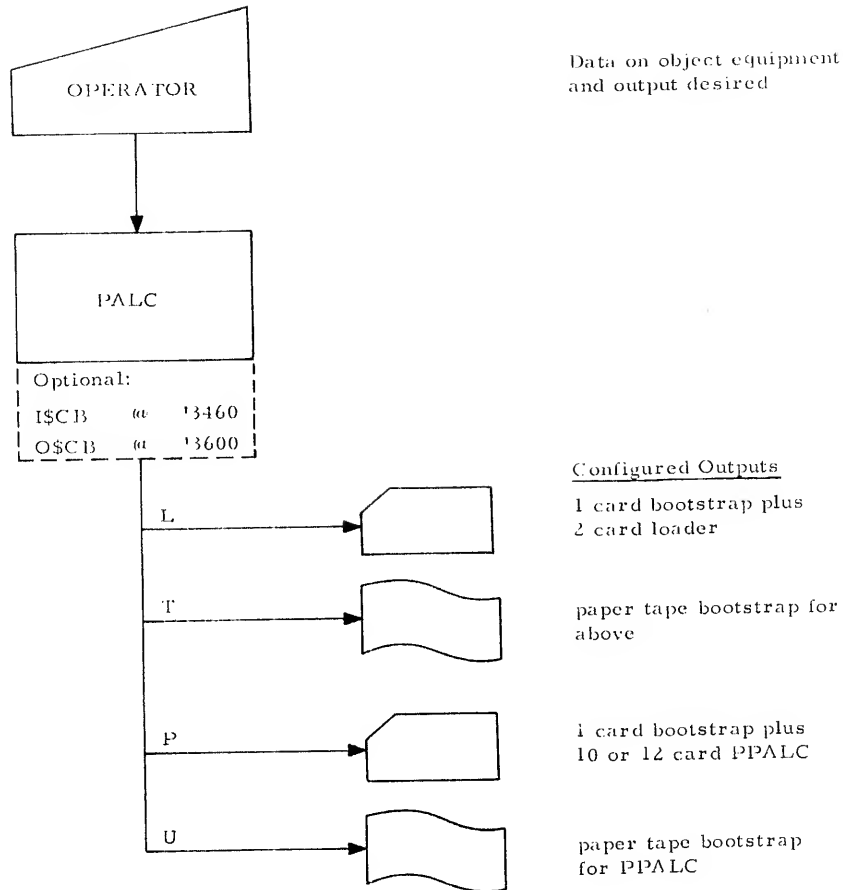 OPERATOR
Data on object equipment
and output desired
PALC
Optional:
I$CB @ '3460
O$CB @ '3600
Configured Outputs
L
1 card bootstrap plus
2 card loader
T
paper tape bootstrap for
above
P
1 card bootstrap plus
10 or 12 card PPALC
U
paper tape bootstrap
for PPALC